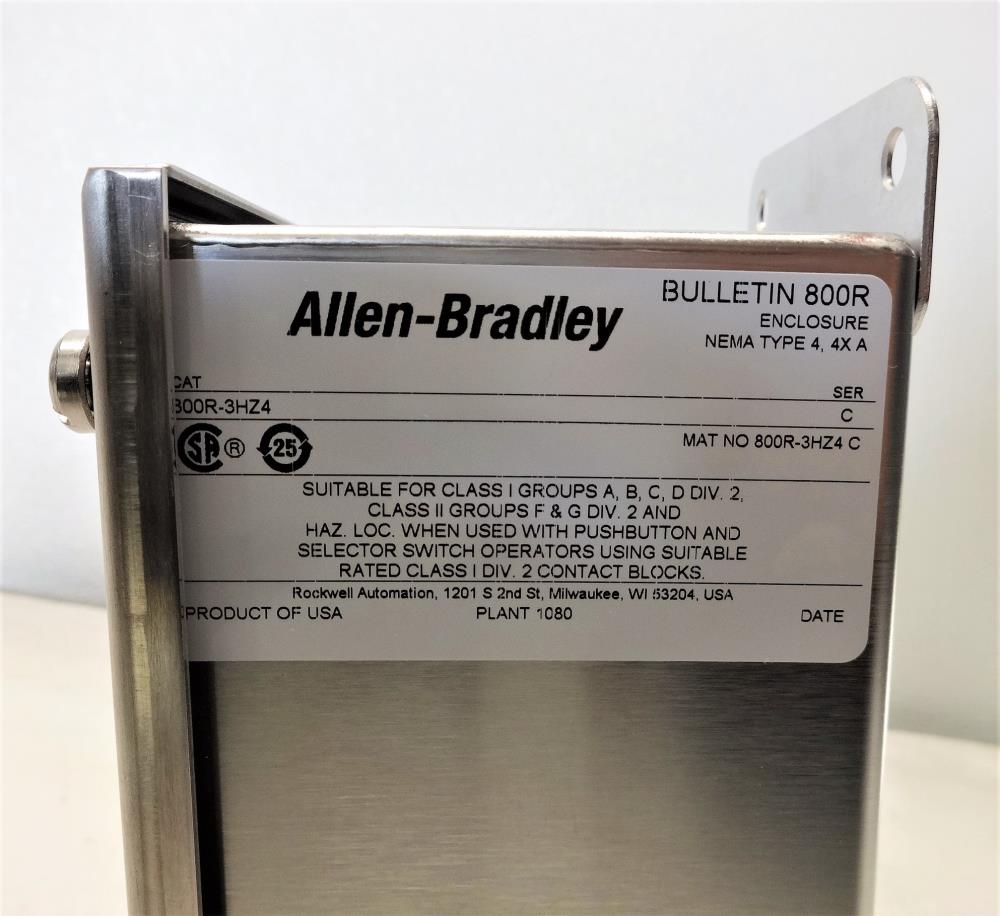 Allen-Bradley
BULLETIN 800R
ENCLOSURE
NEMA TYPE 4, 4X A
CAT
SER
800R-3HZ4
C
SA ® 25
MAT NO 800R-3HZ4 C
SUITABLE FOR CLASS I GROUPS A, B, C, D DIV. 2,
CLASS II GROUPS F & G DIV. 2 AND
HAZ. LOC. WHEN USED WITH PUSHBUTTON AND
SELECTOR SWITCH OPERATORS USING SUITABLE
RATED CLASS I DIV. 2 CONTACT BLOCKS.
Rockwell Automation, 1201 S 2nd St, Milwaukee, WI 53204, USA
PRODUCT OF USA PLANT 1080 DATE